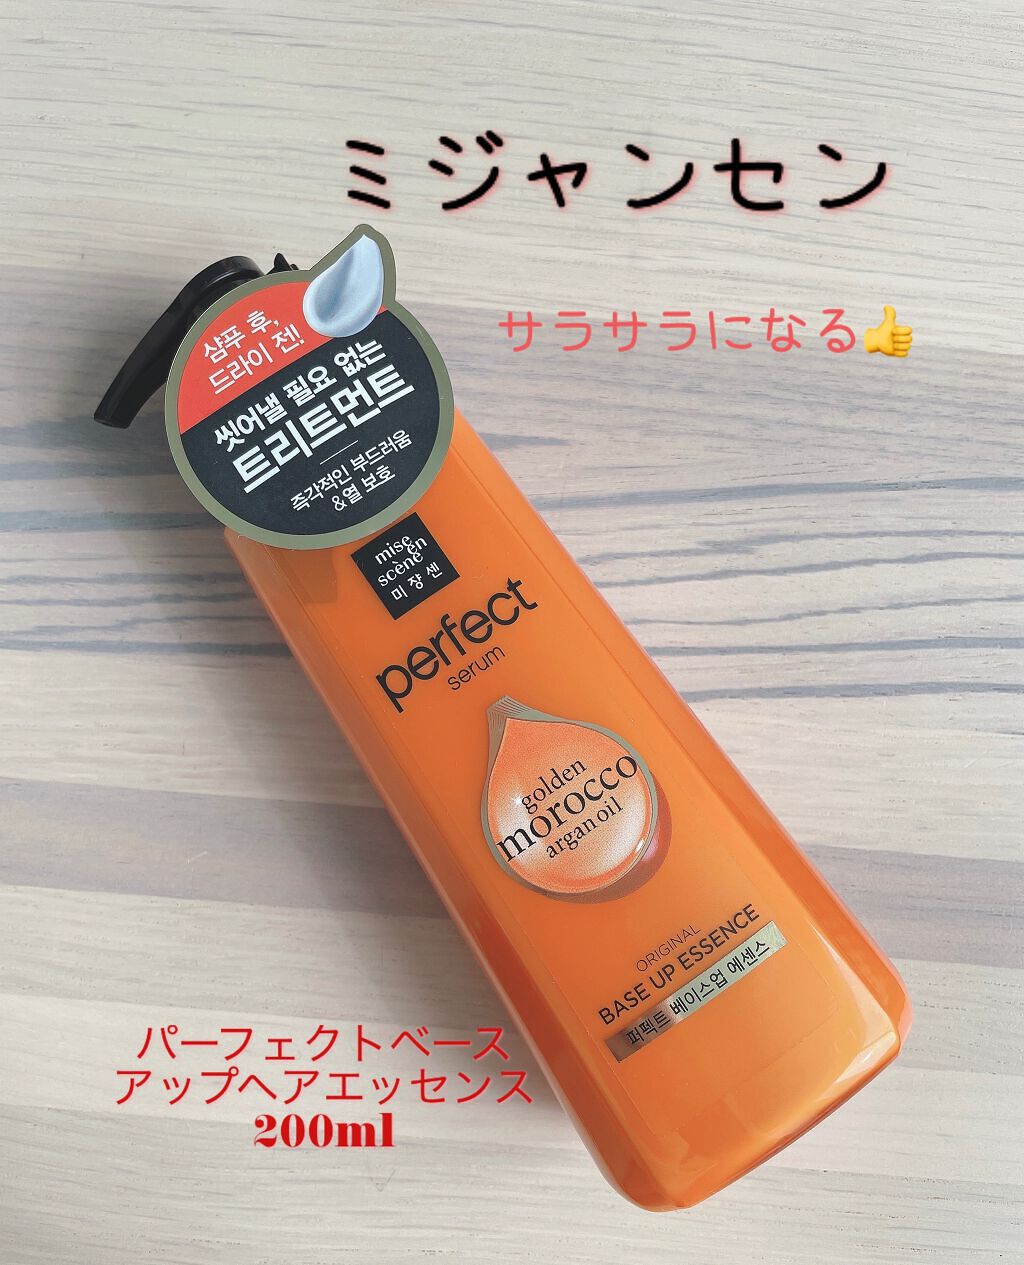 ミジャンセン
サラサラになる👍
샴푸 후,
드라이 전!
씻어낼 필요 없는
트리트먼트
즉각적인 부드러움
&열 보호
mise
en
scène
미쟝센
perfect
serum
golden
morocco
argan oil
ORIGINAL
BASE UP ESSENCE
퍼펙트 베이스업 에센스
パーフェクトベース
アップヘアエッセンス
200ml